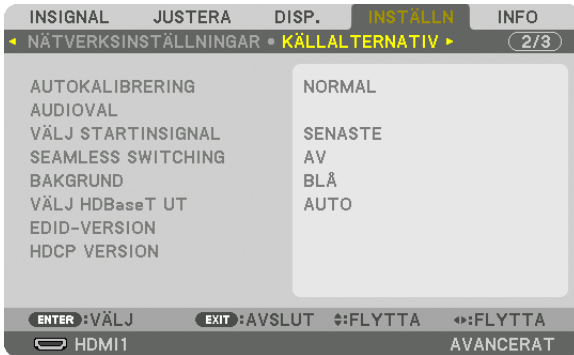 INSIGNAL JUSTERA DISP. INSTÄLLN INFO
◂ NÄTVERKSINSTÄLLNINGAR • KÄLLALTERNATIV ▸ 2/3
AUTOKALIBRERING NORMAL
AUDIOVAL
VÄLJ STARTINSIGNAL SENASTE
SEAMLESS SWITCHING AV
BAKGRUND BLÅ
VÄLJ HDBaseT UT AUTO
EDID-VERSION
HDCP VERSION
ENTER :VÄLJ EXIT :AVSLUT ♦:FLYTTA ◂▸:FLYTTA
HDMI1 AVANCERAT